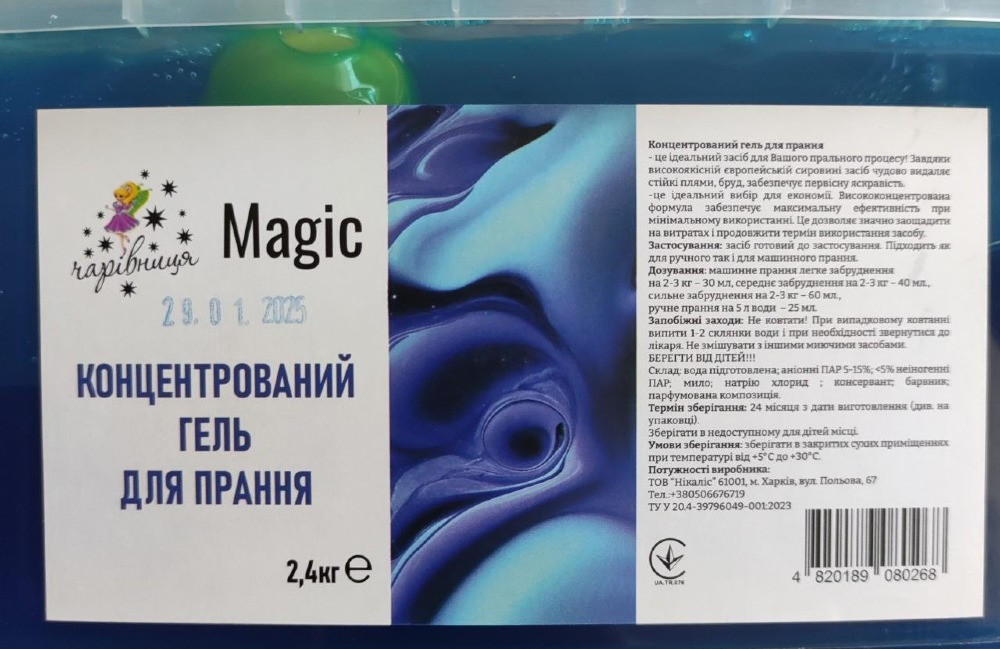 чарівниця
Magic
29.01.2025
КОНЦЕНТРОВАНИЙ
ГЕЛЬ
ДЛЯ ПРАННЯ
2,4кг ℮
Концентрований гель для прання
- це ідеальний засіб для Вашого прального процесу! Завдяки
високоякісній європейській сировині засіб чудово видаляє
стійкі плями, бруд, забезпечує первісну яскравість.
-це ідеальний вибір для економії. Висококонцентрована
формула забезпечує максимальну ефективність при
мінімальному використанні. Це дозволяє значно заощадити
на витратах і продовжити термін використання засобу.
Застосування: засіб готовий до застосування. Підходить як
для ручного так і для машинного прання.
Дозування: машинне прання легке забруднення
на 2-3 кг – 30 мл, середнє забруднення на 2-3 кг – 40 мл.,
сильне забруднення на 2-3 кг – 60 мл.,
ручне прання на 5 л води – 25 мл.
Запобіжні заходи: Не ковтати! При випадковому ковтанні
випити 1-2 склянки води і при необхідності звернутися до
лікаря. Не змішувати з іншими миючими засобами.
БЕРЕГТИ ВІД ДІТЕЙ!!!
Склад: вода підготовлена; аніонні ПАР 5-15%; <5% неіногенні
ПАР; мило; натрію хлорид ; консервант; барвник;
парфумована композиція.
Термін зберігання: 24 місяця з дати виготовлення (див. на
упаковці).
Зберігати в недоступному для дітей місці.
Умови зберігання: зберігати в закритих сухих приміщеннях
при температурі від +5°С до +30°С.
Потужності виробника:
ТОВ "Нікаліс" 61001, м. Харків, вул. Польова, 67
Тел.:+380506676719
ТУ У 20.4-39796049-001:2023
UA.TR.076
4 820189 080268